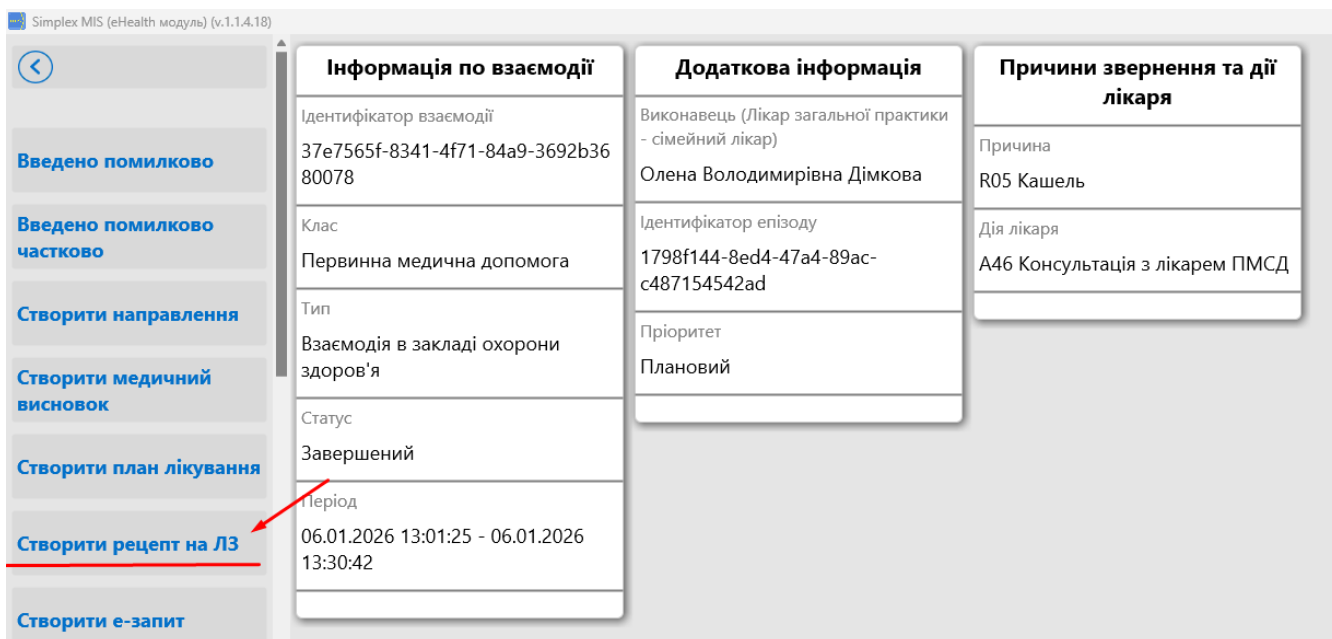 Simplex MIS (eHealth модуль) (v.1.1.4.18)
Введено помилково
Введено помилково
частково
Створити направлення
Створити медичний
висновок
Створити план лікування
Створити рецепт на ЛЗ
Створити е-запит
Інформація по взаємодії
Ідентифікатор взаємодії
37e7565f-8341-4f71-84a9-3692b36
80078
Клас
Первинна медична допомога
Тип
Взаємодія в закладі охорони
здоров'я
Статус
Завершений
Період
06.01.2026 13:01:25 - 06.01.2026
13:30:42
Додаткова інформація
Виконавець (Лікар загальної практики
- сімейний лікар)
Олена Володимирівна Дімкова
Ідентифікатор епізоду
1798f144-8ed4-47a4-89ac-
c487154542ad
Пріоритет
Плановий
Причини звернення та дії
лікаря
Причина
R05 Кашель
Дія лікаря
A46 Консультація з лікарем ПМСД